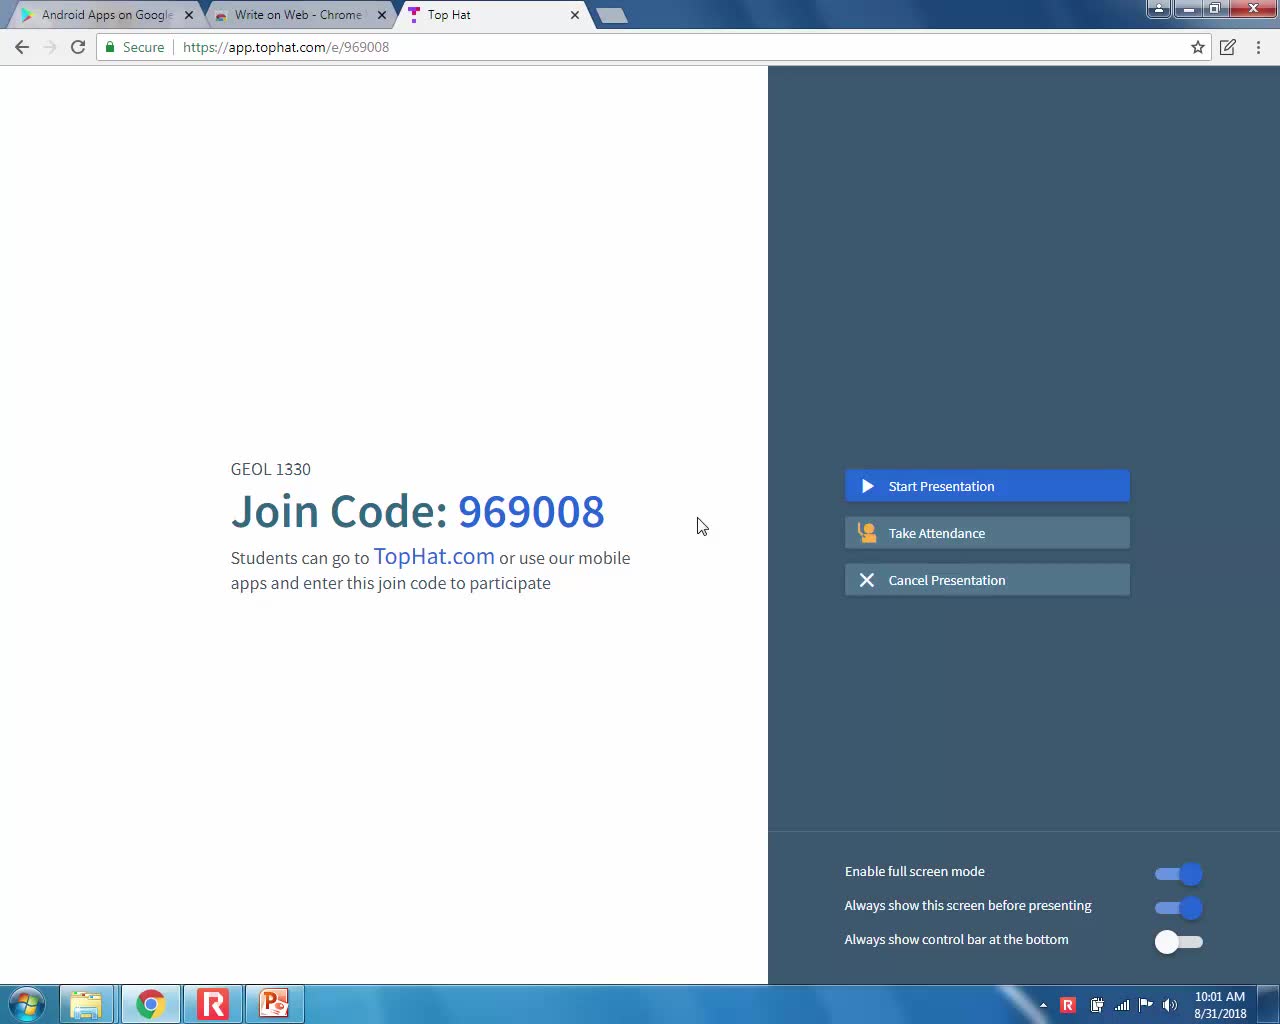 Android Apps on Google
Write on Web - Chrome
Top Hat
Secure
https://app.tophat.com/e/969008
GEOL 1330
Join Code: 969008
Students can go to TopHat.com or use our mobile
apps and enter this join code to participate
Start Presentation
Take Attendance
Cancel Presentation
Enable full screen mode
Always show this screen before presenting
Always show control bar at the bottom
10:01 AM
8/31/2018